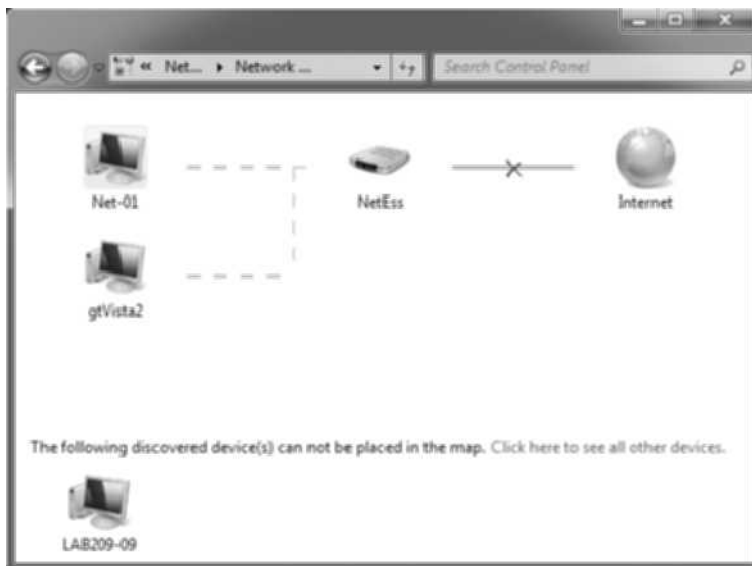 « Net... ▸ Network ...
Search Control Panel
Net-01
NetEss
Internet
gtVista2
The following discovered device(s) can not be placed in the map. Click here to see all other devices.
LAB209-09